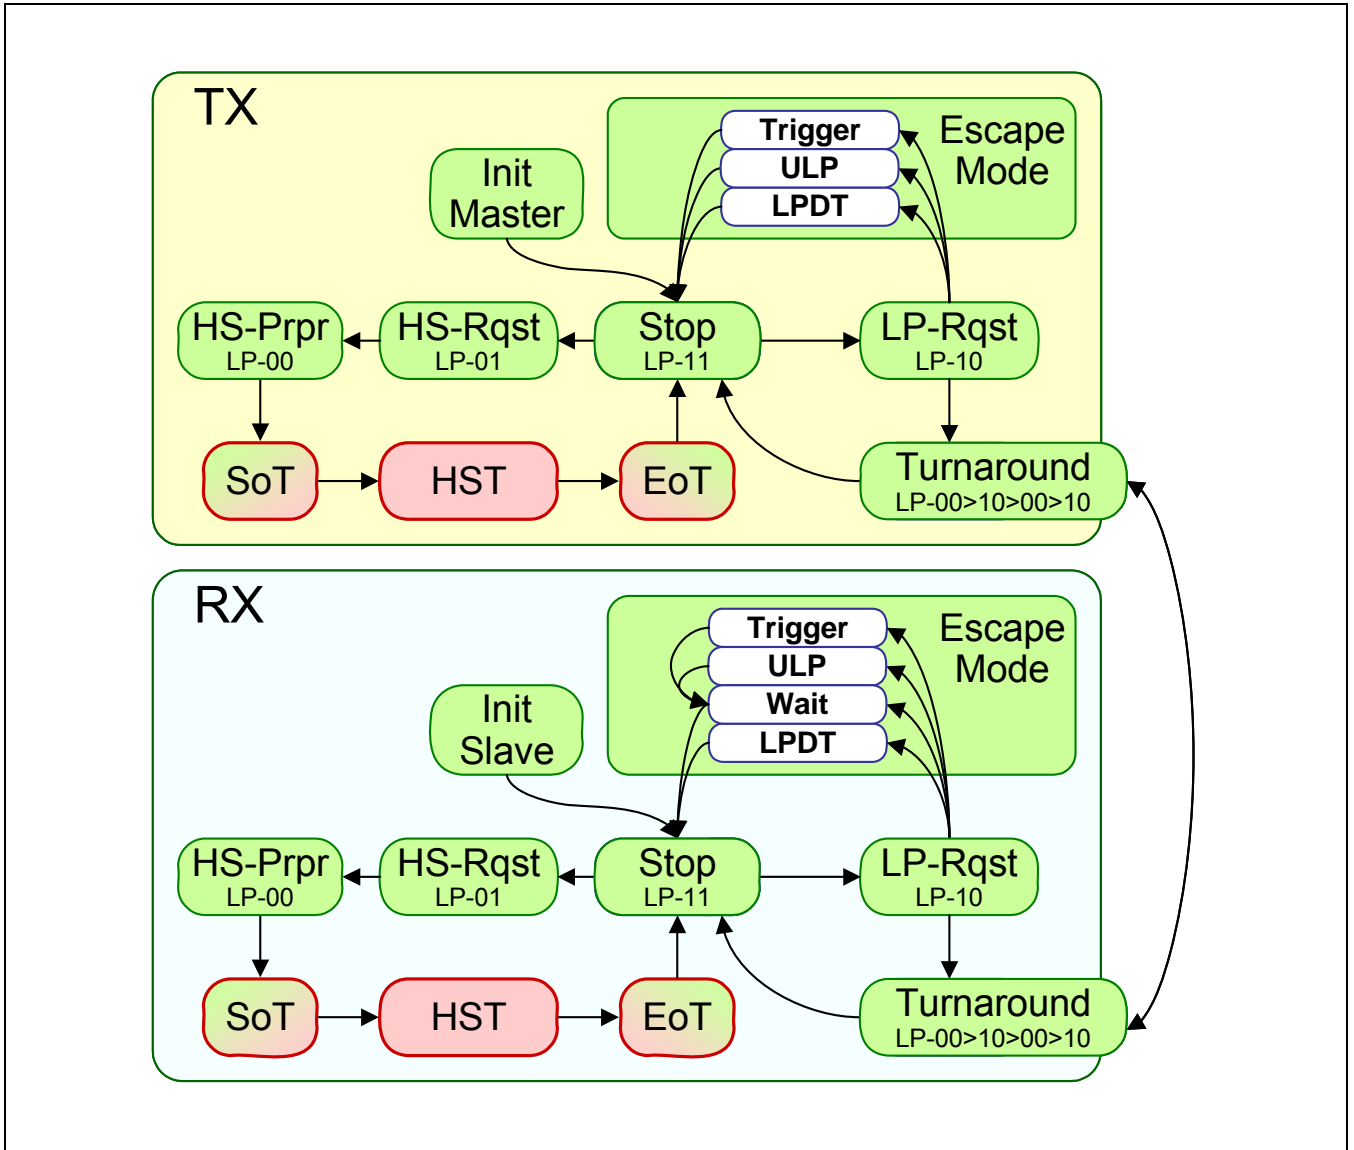 TX
Trigger
ULP
LPDT
Escape
Mode
Init
Master
HS-Prpr
LP-00
HS-Rqst
LP-01
Stop
LP-11
LP-Rqst
LP-10
SoT
HST
EoT
Turnaround
LP-00>10>00>10
RX
Trigger
ULP
Wait
LPDT
Escape
Mode
Init
Slave
HS-Prpr
LP-00
HS-Rqst
LP-01
Stop
LP-11
LP-Rqst
LP-10
SoT
HST
EoT
Turnaround
LP-00>10>00>10